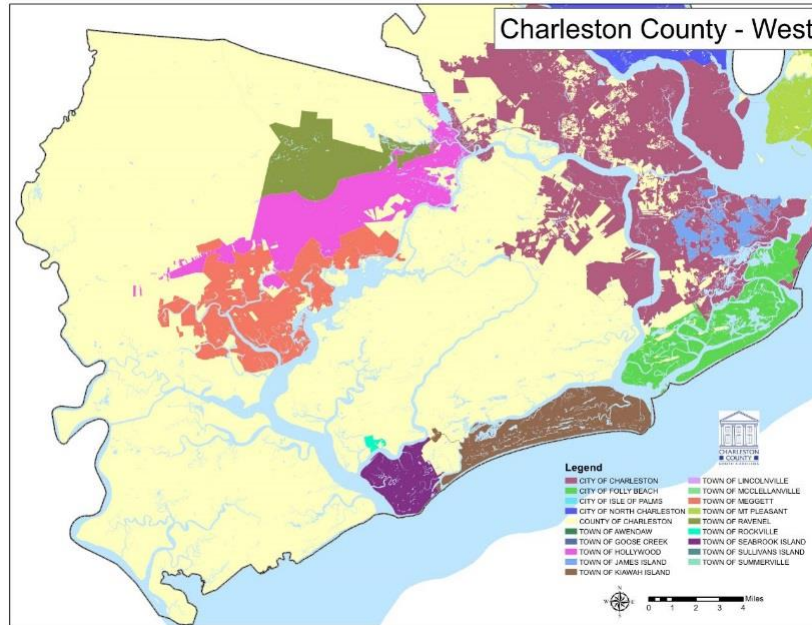 Charleston County - West
CHARLESTON
COUNTY
Legend
CITY OF CHARLESTON
CITY OF FOLLY BEACH
CITY OF ISLE OF PALMS
CITY OF NORTH CHARLESTON
COUNTY OF CHARLESTON
TOWN OF AWENDAW
TOWN OF GOOSE CREEK
TOWN OF HOLLYWOOD
TOWN OF JAMES ISLAND
TOWN OF KIAWAH ISLAND
TOWN OF LINCOLNVILLE
TOWN OF MCCLELLANVILLE
TOWN OF MEGGETT
TOWN OF MT PLEASANT
TOWN OF RAVENEL
TOWN OF ROCKVILLE
TOWN OF SEABROOK ISLAND
TOWN OF SULLIVANS ISLAND
TOWN OF SUMMERVILLE
Miles
0 1 2 3 4